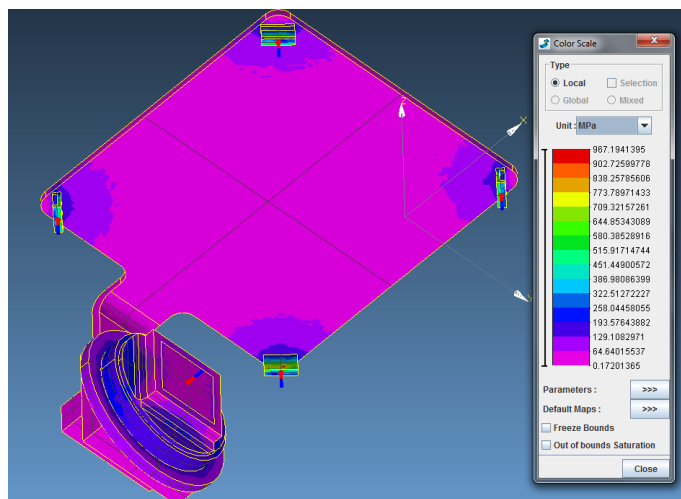 Color Scale
Type
Local
Selection
Global
Mixed
Unit : MPa
967.1941395
902.72599778
838.25785606
773.78971433
709.32157261
644.85343089
580.38528916
515.91714744
451.44900572
386.98086399
322.51272227
258.04458055
193.57643882
129.1082971
64.64015537
0.17201365
Parameters :
>>>
Default Maps :
>>>
Freeze Bounds
Out of bounds Saturation
Close